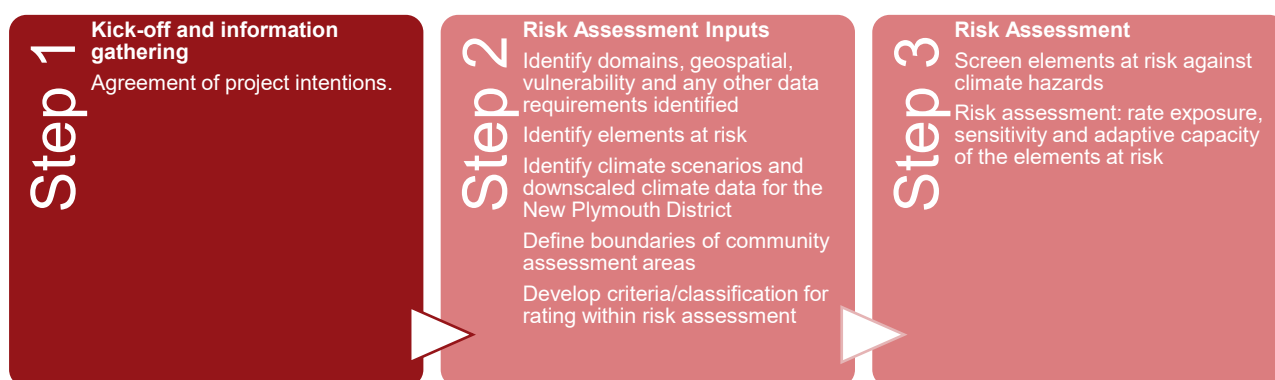 Step 1
Kick-off and information
gathering
Agreement of project intentions.
Step 2
Risk Assessment Inputs
Identify domains, geospatial,
vulnerability and any other data
requirements identified
Identify elements at risk
Identify climate scenarios and
downscaled climate data for the
New Plymouth District
Define boundaries of community
assessment areas
Develop criteria/classification for
rating within risk assessment
Step 3
Risk Assessment
Screen elements at risk against
climate hazards
Risk assessment: rate exposure,
sensitivity and adaptive capacity
of the elements at risk